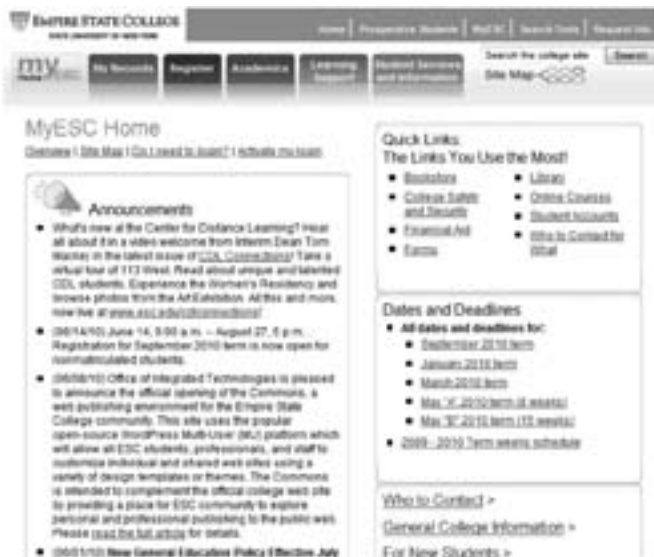 EMPIRE STATE COLLEGE
STATE UNIVERSITY OF NEW YORK
Home | Prospective Students | MyESC | Search Tools | Request Info
my
My Records
Register
Academics
Learning Support
Student Services and Information
Search the college site
Search
Site Map
MyESC Home
Overview | Site Map | Do I need to login? | Activate my login
Announcements
What's new at the Center for Distance Learning? Hear
all about it in a video welcome from Interim Dean Tom
Mackey in the latest issue of CDL Connections! Take a
virtual tour of 113 West. Read about unique and talented
CDL students. Experience the Women's Residency and
browse photos from the Art Exhibition. All this and more,
now live at www.esc.edu/cdlconnections!
(06/14/10) June 14, 9:00 a.m. – August 27, 5 p.m.
Registration for September 2010 term is now open for
nonmatriculated students.
(06/08/10) Office of Integrated Technologies is pleased
to announce the official opening of the Commons, a
web publishing environment for the Empire State
College community. This site uses the popular
open-source WordPress Multi-User (MU) platform which
will allow all ESC students, professionals, and staff to
customize individual and shared web sites using a
variety of design templates or themes. The Commons
is intended to complement the official college web site
by providing a place for ESC community to explore
personal and professional publishing to the public web.
Please read the full article for details.
(06/01/10) New General Education Policy Effective July
Quick Links
The Links You Use the Most!
Bookstore
College Safety and Security
Financial Aid
Forms
Library
Online Courses
Student Accounts
Who to Contact for What
Dates and Deadlines
All dates and deadlines for:
September 2010 term
January 2010 term
March 2010 term
May "A" 2010 term (8 weeks)
May "B" 2010 term (15 weeks)
2009 - 2010 Term weeks schedule
Who to Contact >
General College Information >
For New Students >